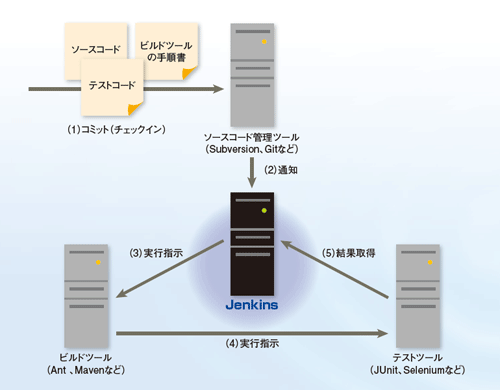 ソースコード
ビルドツール
の手順書
テストコード
(1)コミット(チェックイン)
ソースコード管理ツール
(Subversion、Gitなど)
(2)通知
(3)実行指示
(5)結果取得
Jenkins
(4)実行指示
ビルドツール
(Ant 、Mavenなど)
テストツール
(JUnit、Seleniumなど)